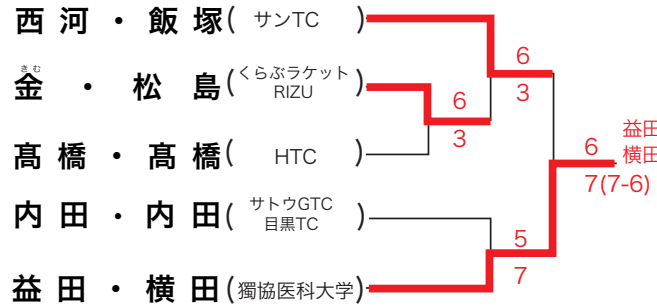 西河・飯塚(サンTC)
6
3
きむ
金・松島(くらぶラケット
RIZU)
6
3
髙橋・髙橋(HTC)
益田
横田
6
7(7-6)
内田・内田(サトウGTC
目黒TC)
5
7
益田・横田(獨協医科大学)